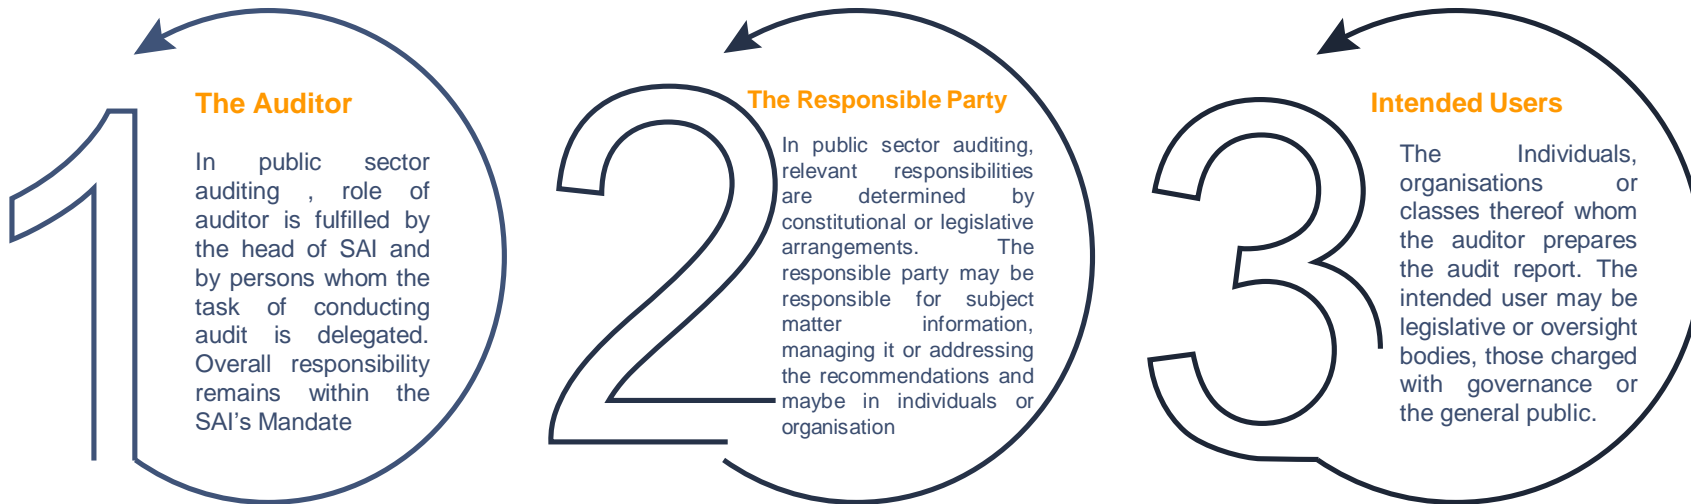 1
The Auditor
In public sector
auditing , role of
auditor is fulfilled by
the head of SAI and
by persons whom the
task of conducting
audit is delegated.
Overall responsibility
remains within the
SAI's Mandate
2
The Responsible Party
In public sector auditing,
relevant responsibilities
are determined by
constitutional or legislative
arrangements. The
responsible party may be
responsible for subject
matter information,
managing it or addressing
the recommendations and
maybe in individuals or
organisation
3
Intended Users
The Individuals,
organisations or
classes thereof whom
the auditor prepares
the audit report. The
intended user may be
legislative or oversight
bodies, those charged
with governance or
the general public.